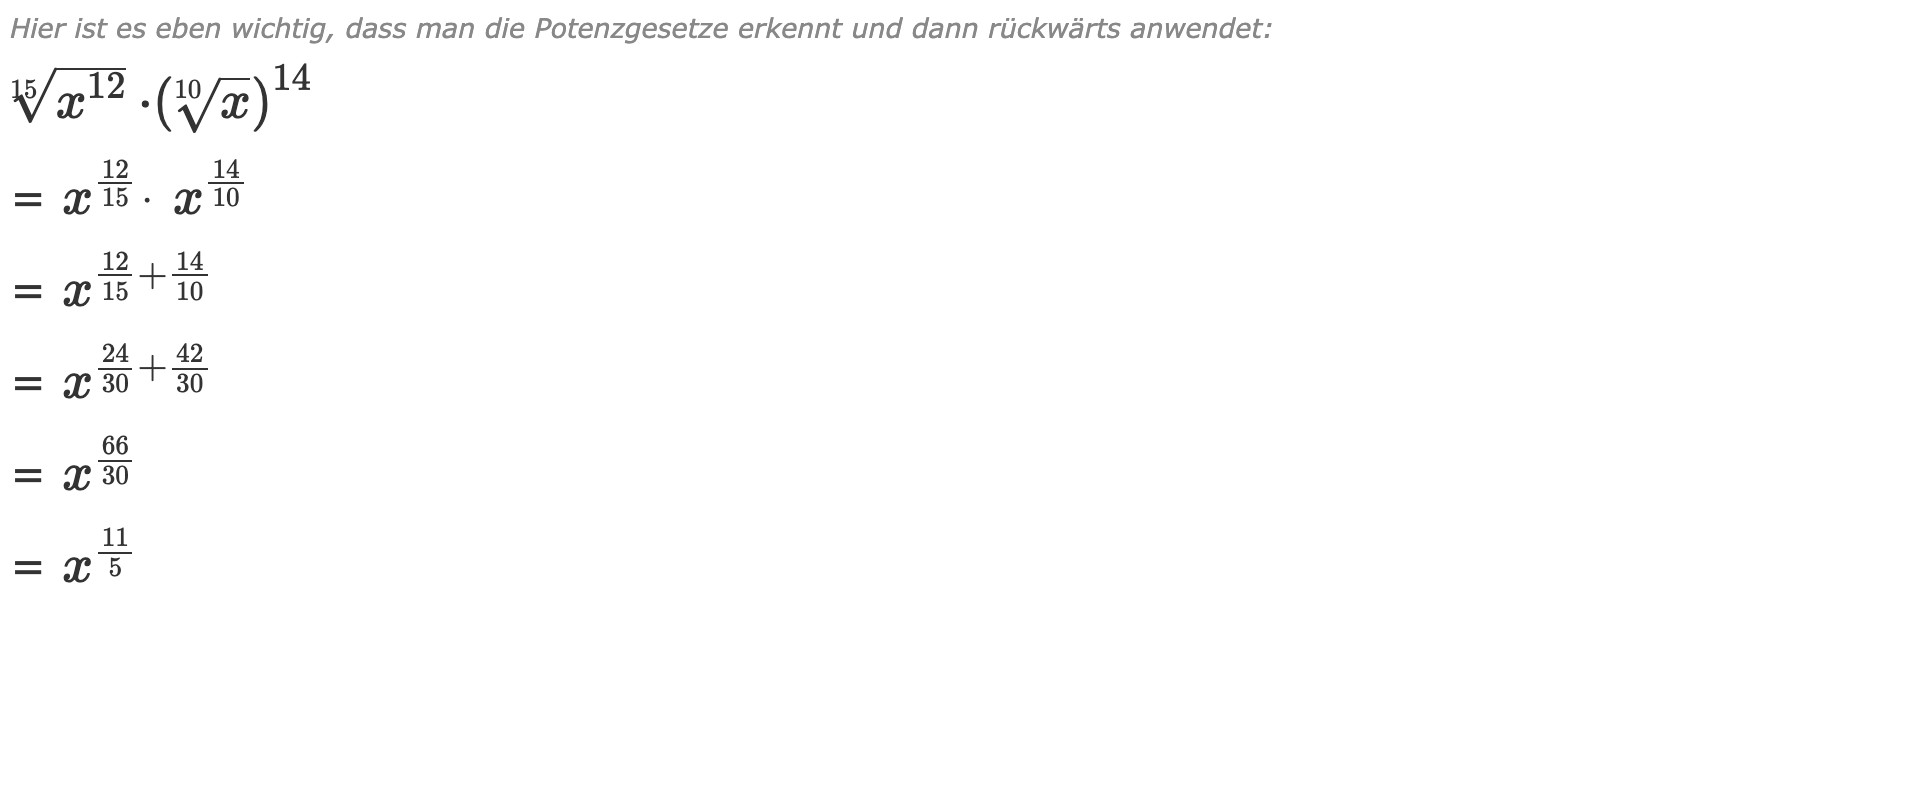 Hier ist es eben wichtig, dass man die Potenzgesetze erkennt und dann rückwärts anwendet:
$\sqrt[15]{x^{12}} \cdot (\sqrt[10]{x})^{14}$
$= x^{\frac{12}{15}} \cdot x^{\frac{14}{10}}$
$= x^{\frac{12}{15}+\frac{14}{10}}$
$= x^{\frac{24}{30}+\frac{42}{30}}$
$= x^{\frac{66}{30}}$
$= x^{\frac{11}{5}}$